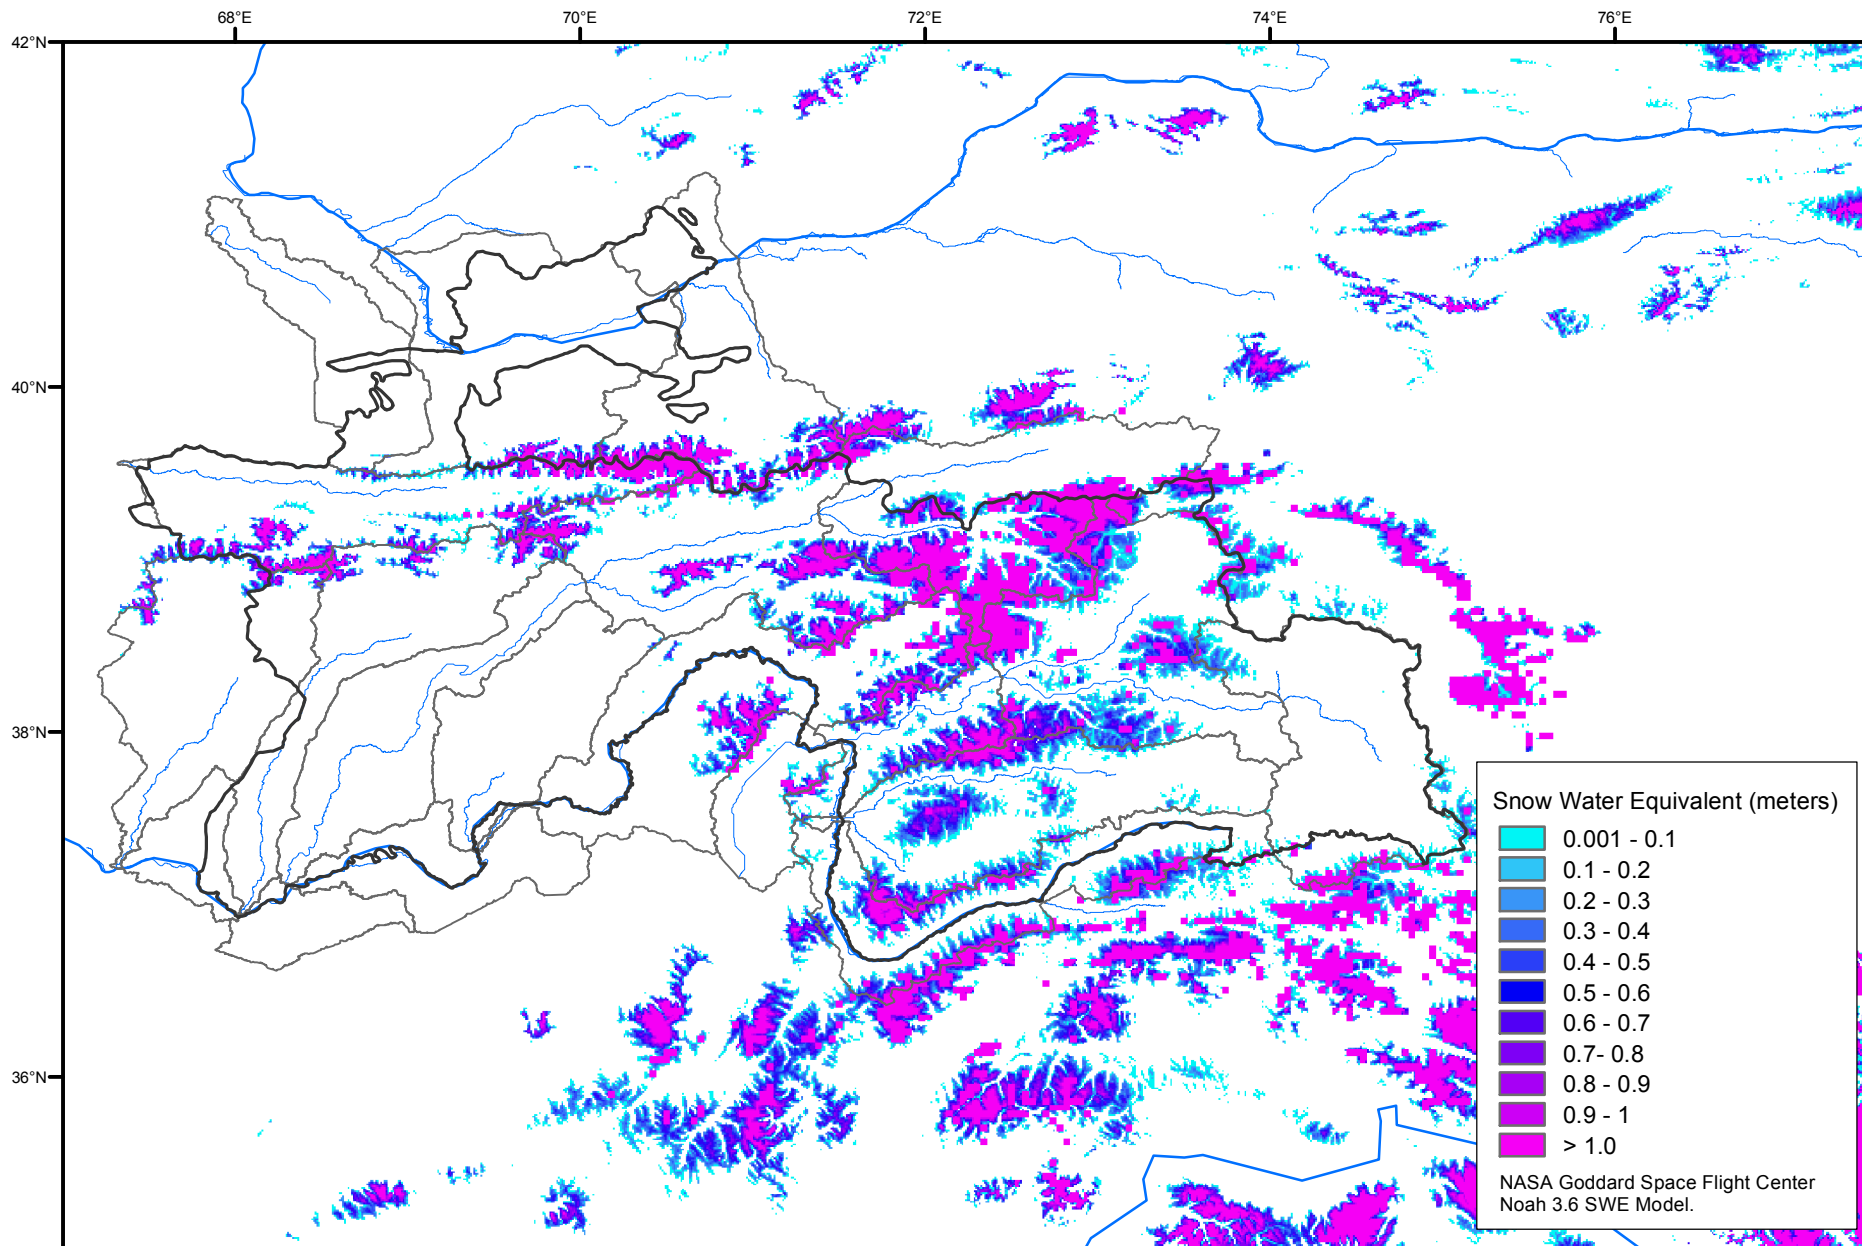 68°E 70°E 72°E 74°E 76°E
42°N
40°N
38°N
36°N
Snow Water Equivalent (meters)
0.001 - 0.1
0.1 - 0.2
0.2 - 0.3
0.3 - 0.4
0.4 - 0.5
0.5 - 0.6
0.6 - 0.7
0.7- 0.8
0.8 - 0.9
0.9 - 1
> 1.0
NASA Goddard Space Flight Center
Noah 3.6 SWE Model.